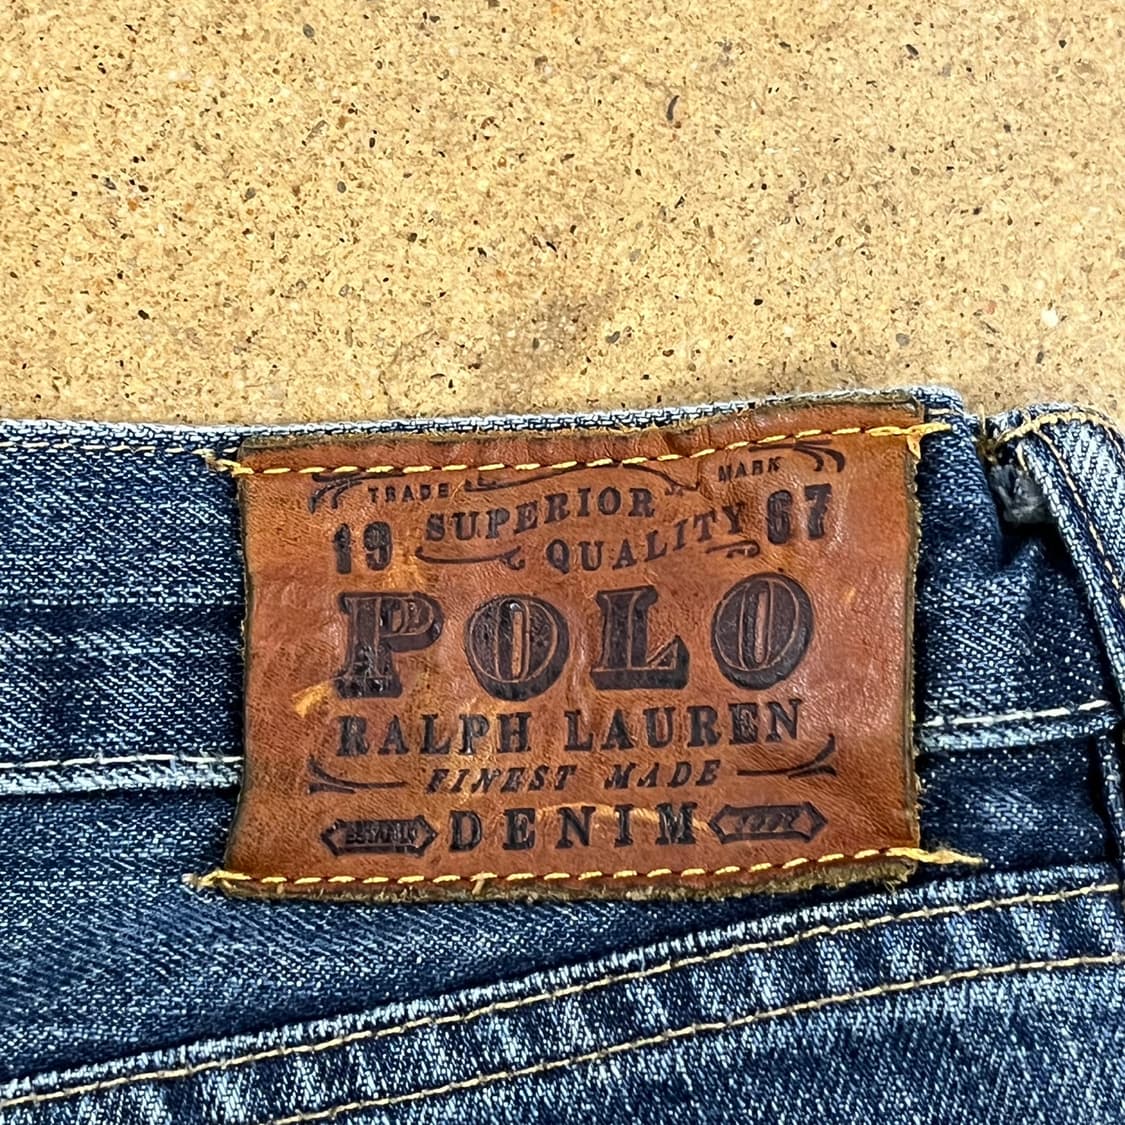 TRADE MARK
19 SUPERIOR QUALITY 67
POLO
RALPH LAUREN
FINEST MADE
DENIM